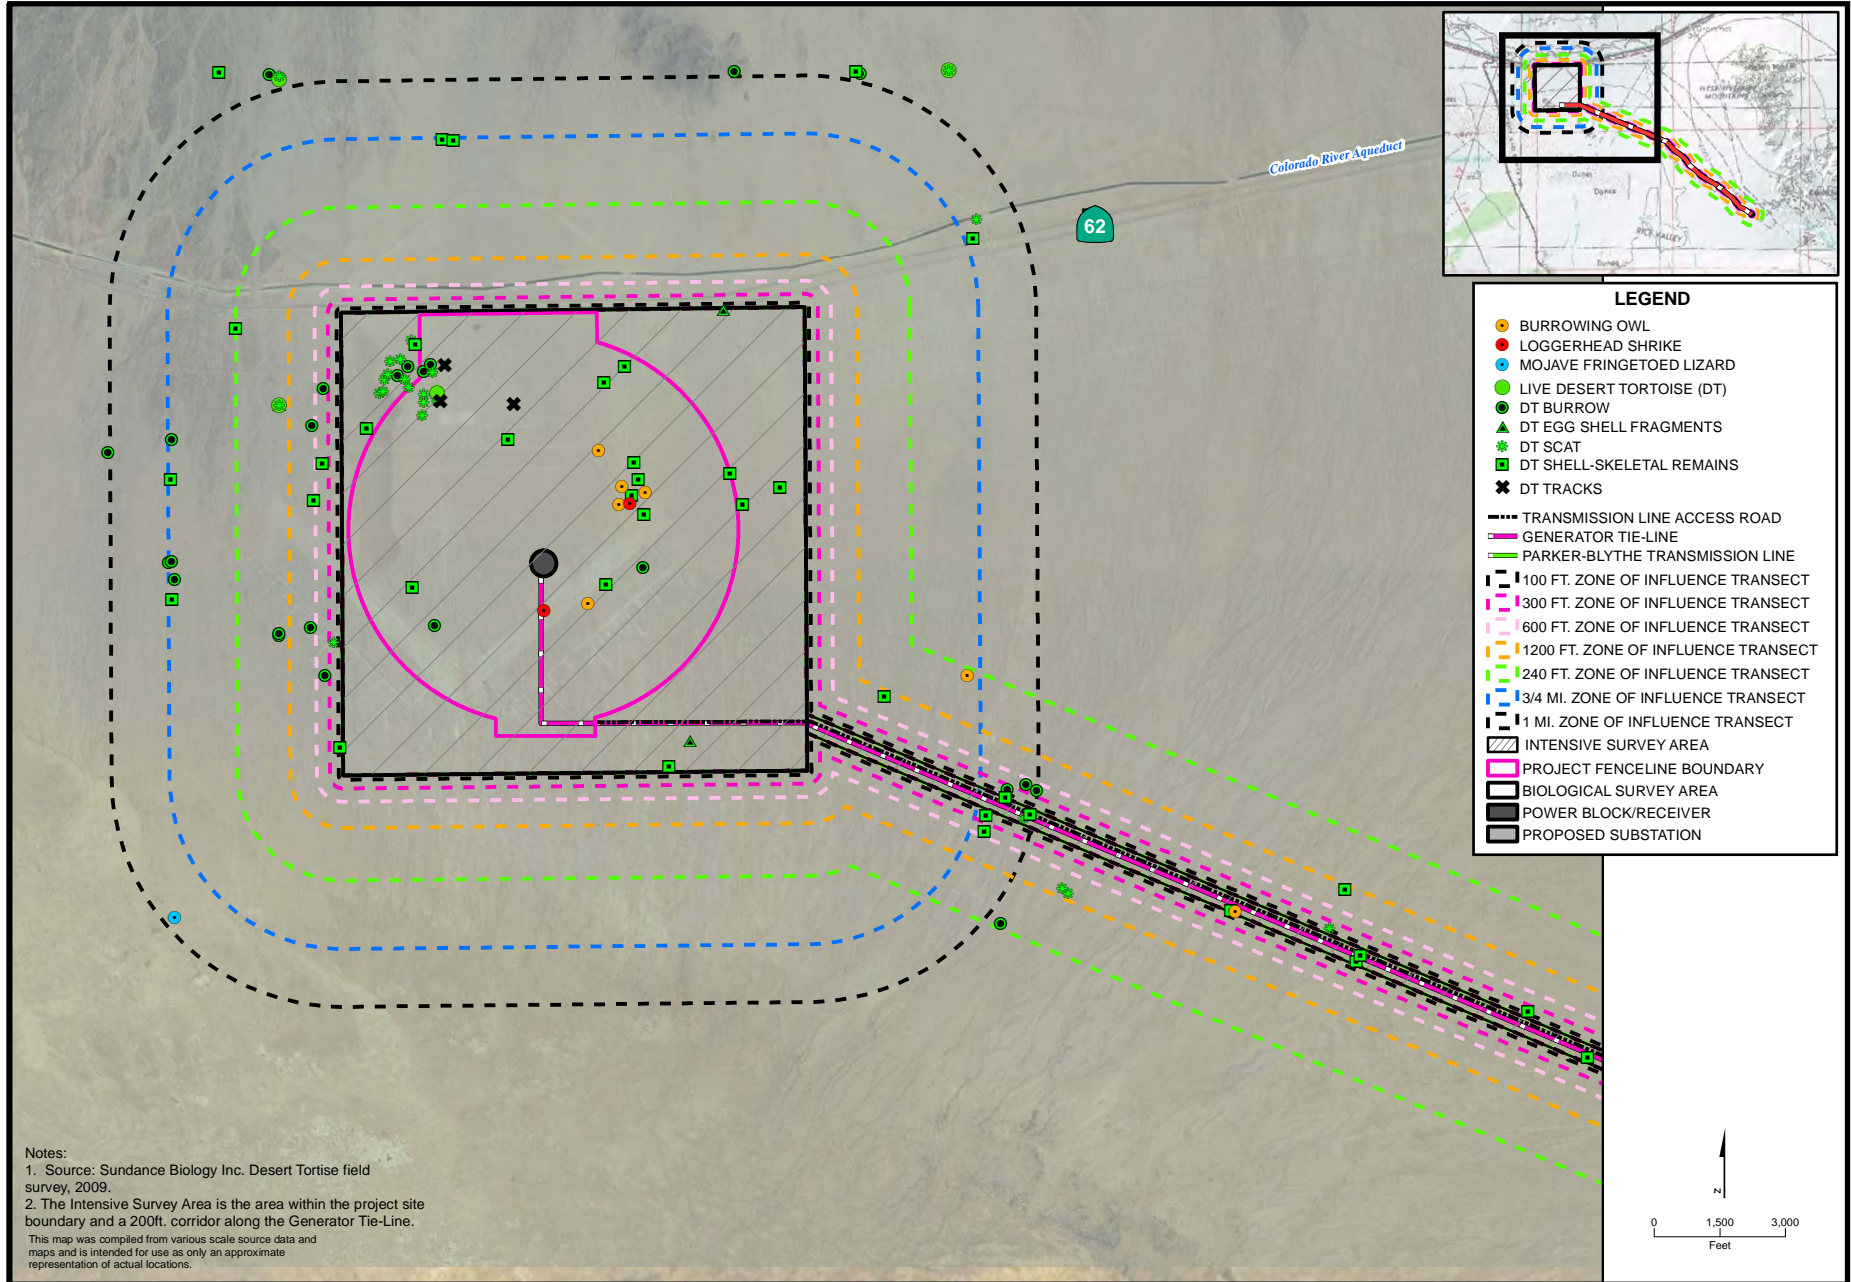 Colorado River Aqueduct
62
WEST RIVERSIDE
MOUNTAINS
Dunes
Dunes
RICE VALLEY
Dunes
LEGEND
BURROWING OWL
LOGGERHEAD SHRIKE
MOJAVE FRINGETOED LIZARD
LIVE DESERT TORTOISE (DT)
DT BURROW
DT EGG SHELL FRAGMENTS
DT SCAT
DT SHELL-SKELETAL REMAINS
DT TRACKS
TRANSMISSION LINE ACCESS ROAD
GENERATOR TIE-LINE
PARKER-BLYTHE TRANSMISSION LINE
100 FT. ZONE OF INFLUENCE TRANSECT
300 FT. ZONE OF INFLUENCE TRANSECT
600 FT. ZONE OF INFLUENCE TRANSECT
1200 FT. ZONE OF INFLUENCE TRANSECT
240 FT. ZONE OF INFLUENCE TRANSECT
3/4 MI. ZONE OF INFLUENCE TRANSECT
1 MI. ZONE OF INFLUENCE TRANSECT
INTENSIVE SURVEY AREA
PROJECT FENCELINE BOUNDARY
BIOLOGICAL SURVEY AREA
POWER BLOCK/RECEIVER
PROPOSED SUBSTATION
Notes:
1. Source: Sundance Biology Inc. Desert Tortise field
survey, 2009.
2. The Intensive Survey Area is the area within the project site
boundary and a 200ft. corridor along the Generator Tie-Line.
This map was compiled from various scale source data and
maps and is intended for use as only an approximate
representation of actual locations.
N
0 1,500 3,000
Feet